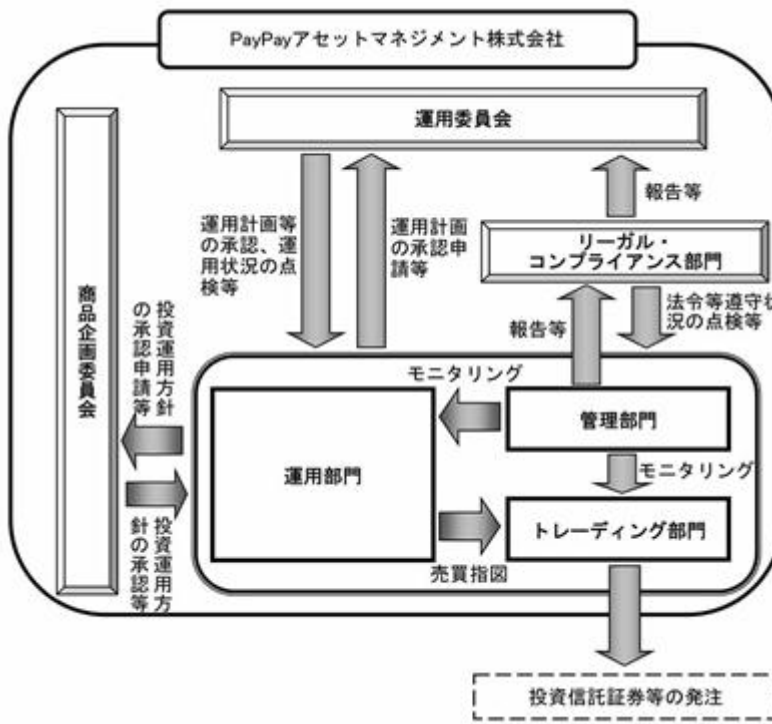 PayPayアセットマネジメント株式会社
運用委員会
報告等
運用計画等
の承認、運
用状況の点
検等
運用計画
の承認申
請等
リーガル・
コンプライアンス部門
商品企画委員会
投資運用方針
の承認申請等
報告等
法令等遵守状
況の点検等
モニタリング
管理部門
運用部門
モニタリング
トレーディング部門
投資運用方
針の承認等
売買指図
投資信託証券等の発注